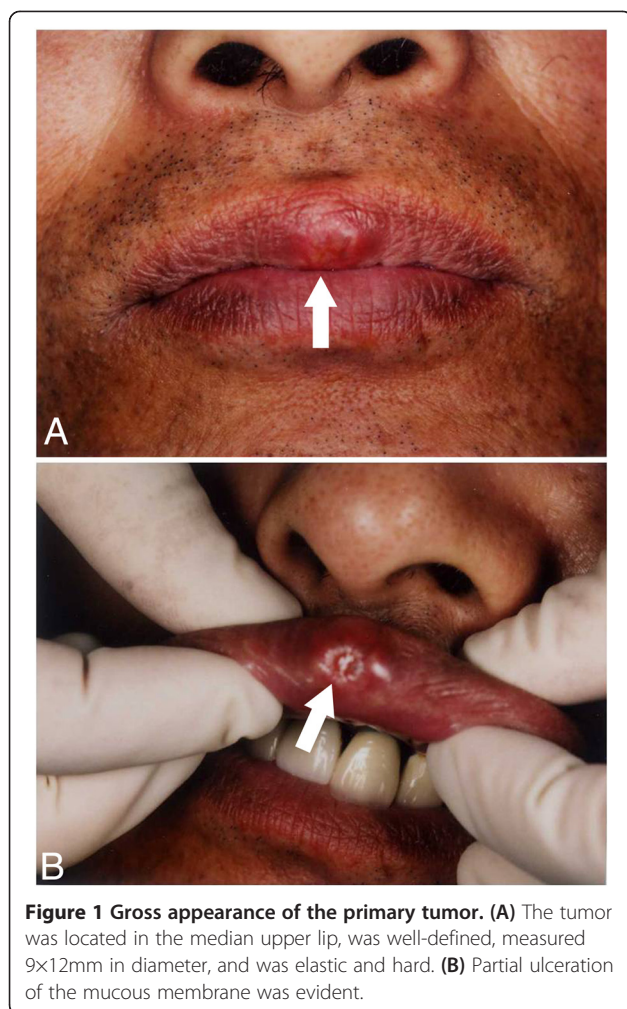 A
B
Figure 1 Gross appearance of the primary tumor. (A) The tumor
was located in the median upper lip, was well-defined, measured
9×12mm in diameter, and was elastic and hard. (B) Partial ulceration
of the mucous membrane was evident.